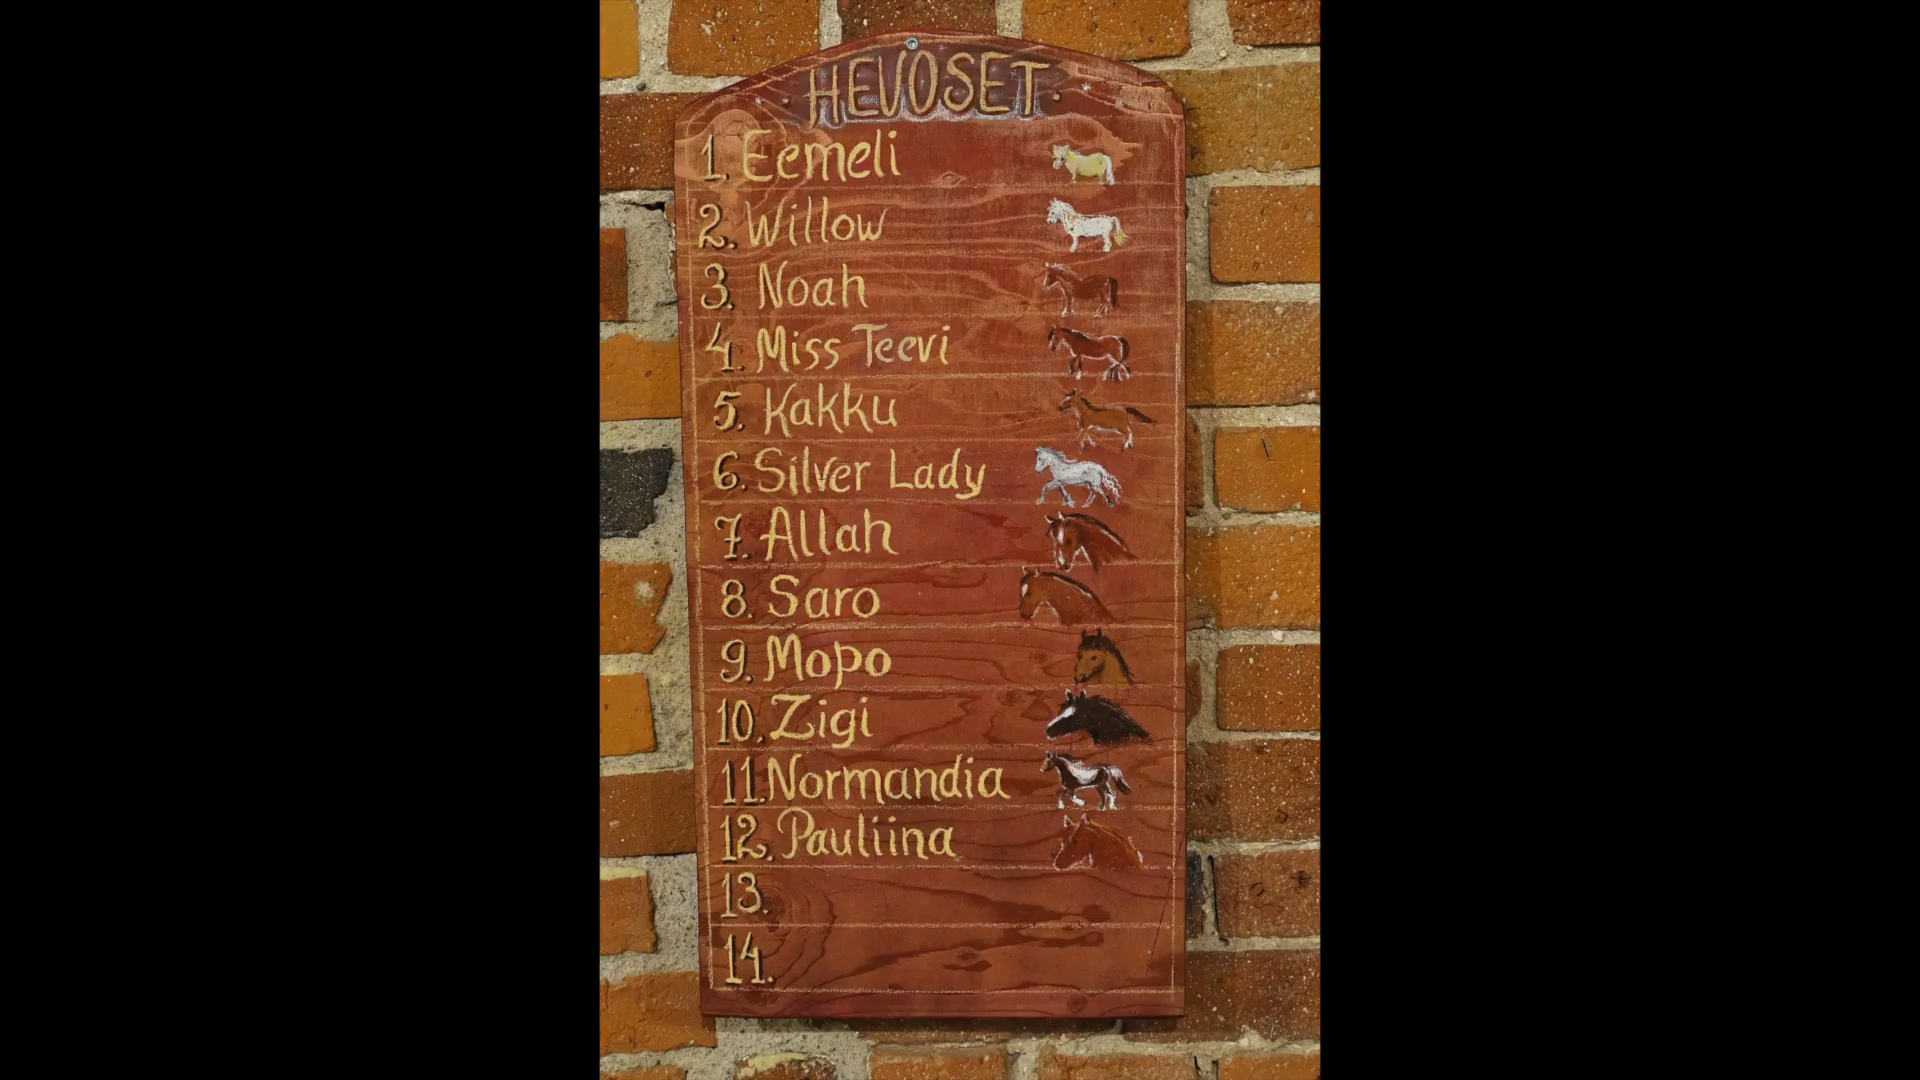 HEVOSET.
1. Eemeli
2. Willow
3. Noah
4. Miss Teevi
5. Kakku
6. Silver Lady
7. Allah
8. Saro
9. Mopo
10. Zigi
11. Normandia
12. Pauliina
13.
14.